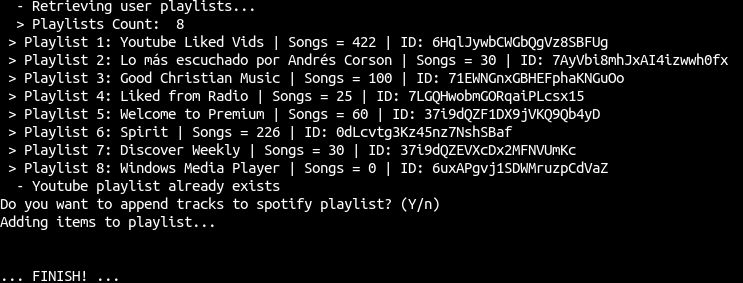 - Retrieving user playlists...
> Playlists Count:  8
> Playlist 1: Youtube Liked Vids | Songs = 422 | ID: 6HqlJywbCWGbQgVz8SBFUg
> Playlist 2: Lo más escuchado por Andrés Corson | Songs = 30 | ID: 7AyVbi8mhJxAI4izwwh0fx
> Playlist 3: Good Christian Music | Songs = 100 | ID: 71EWNGnxGBHEFphaKNGuOo
> Playlist 4: Liked from Radio | Songs = 25 | ID: 7LGQHwobmGORqaiPLcsx15
> Playlist 5: Welcome to Premium | Songs = 60 | ID: 37i9dQZF1DX9jVKQ9Qb4yD
> Playlist 6: Spirit | Songs = 226 | ID: 0dLcvtg3Kz45nz7NshSBaf
> Playlist 7: Discover Weekly | Songs = 30 | ID: 37i9dQZEVXcDx2MFNVUmKc
> Playlist 8: Windows Media Player | Songs = 0 | ID: 6uxAPgvj1SDWMruzpCdVaZ
- Youtube playlist already exists
Do you want to append tracks to spotify playlist? (Y/n)
Adding items to playlist...
... FINISH! ...